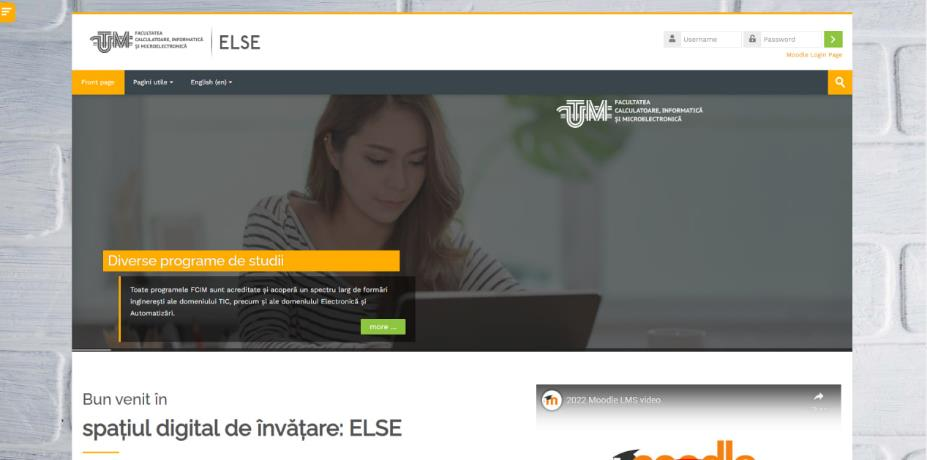 FACULTATEA
CALCULATOARE, INFORMATICĂ
ȘI MICROELECTRONICĂ
ELSE
Username
Password
Moodle Login Page
Front page
Pagini utile
English (en)
UTM
FACULTATEA
CALCULATOARE, INFORMATICĂ
ȘI MICROELECTRONICĂ
Diverse programe de studii
Toate programele FCIM sunt acreditate și acoperă un spectru larg de formări
inginerești ale domeniului TIC, precum și ale domeniului Electronică și
Automatizări.
more ...
Bun venit în
spațiul digital de învățare: ELSE
2022 Moodle LMS video
moodle